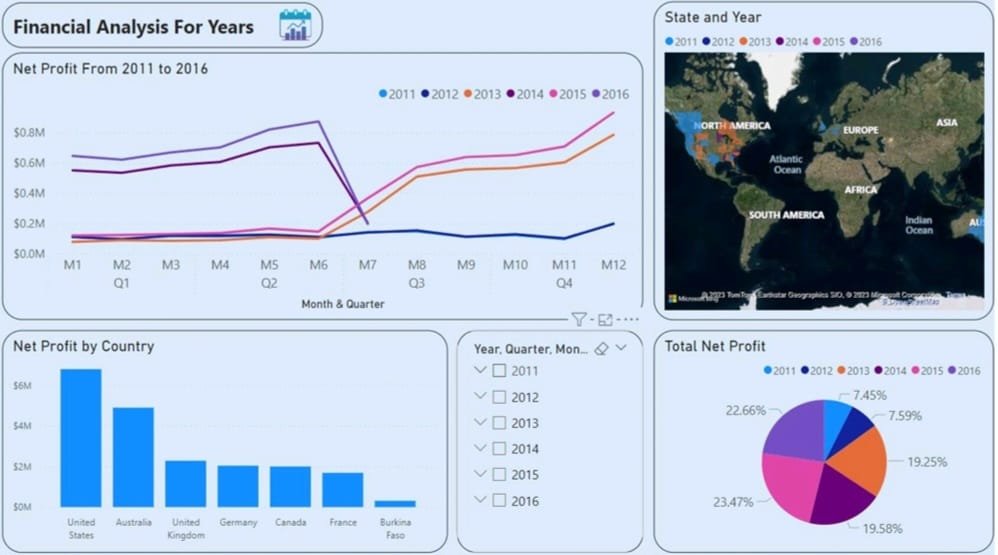 Financial Analysis For Years
Net Profit From 2011 to 2016
2011 2012 2013 2014 2015 2016
$0.8M
$0.6M
$0.4M
$0.2M
$0.0M
M1 M2 M3 M4 M5 M6 M7 M8 M9 M10 M11 M12
Q1 Q2 Q3 Q4
Month & Quarter
State and Year
2011 2012 2013 2014 2015 2016
NORTH AMERICA
EUROPE
ASIA
Atlantic
Ocean
AFRICA
SOUTH AMERICA
Indian
Ocean
AUS
Microsoft Bing
© 2023 TomTom, Earthstar Geographics SIO, © 2023 Microsoft Corporation, Terms
© OpenStreetMap
Net Profit by Country
$6M
$4M
$2M
$0M
United
States
Australia
United
Kingdom
Germany
Canada
France
Burkina
Faso
Year, Quarter, Mon...
2011
2012
2013
2014
2015
2016
Total Net Profit
2011 2012 2013 2014 2015 2016
7.45%
7.59%
19.25%
19.58%
23.47%
22.66%